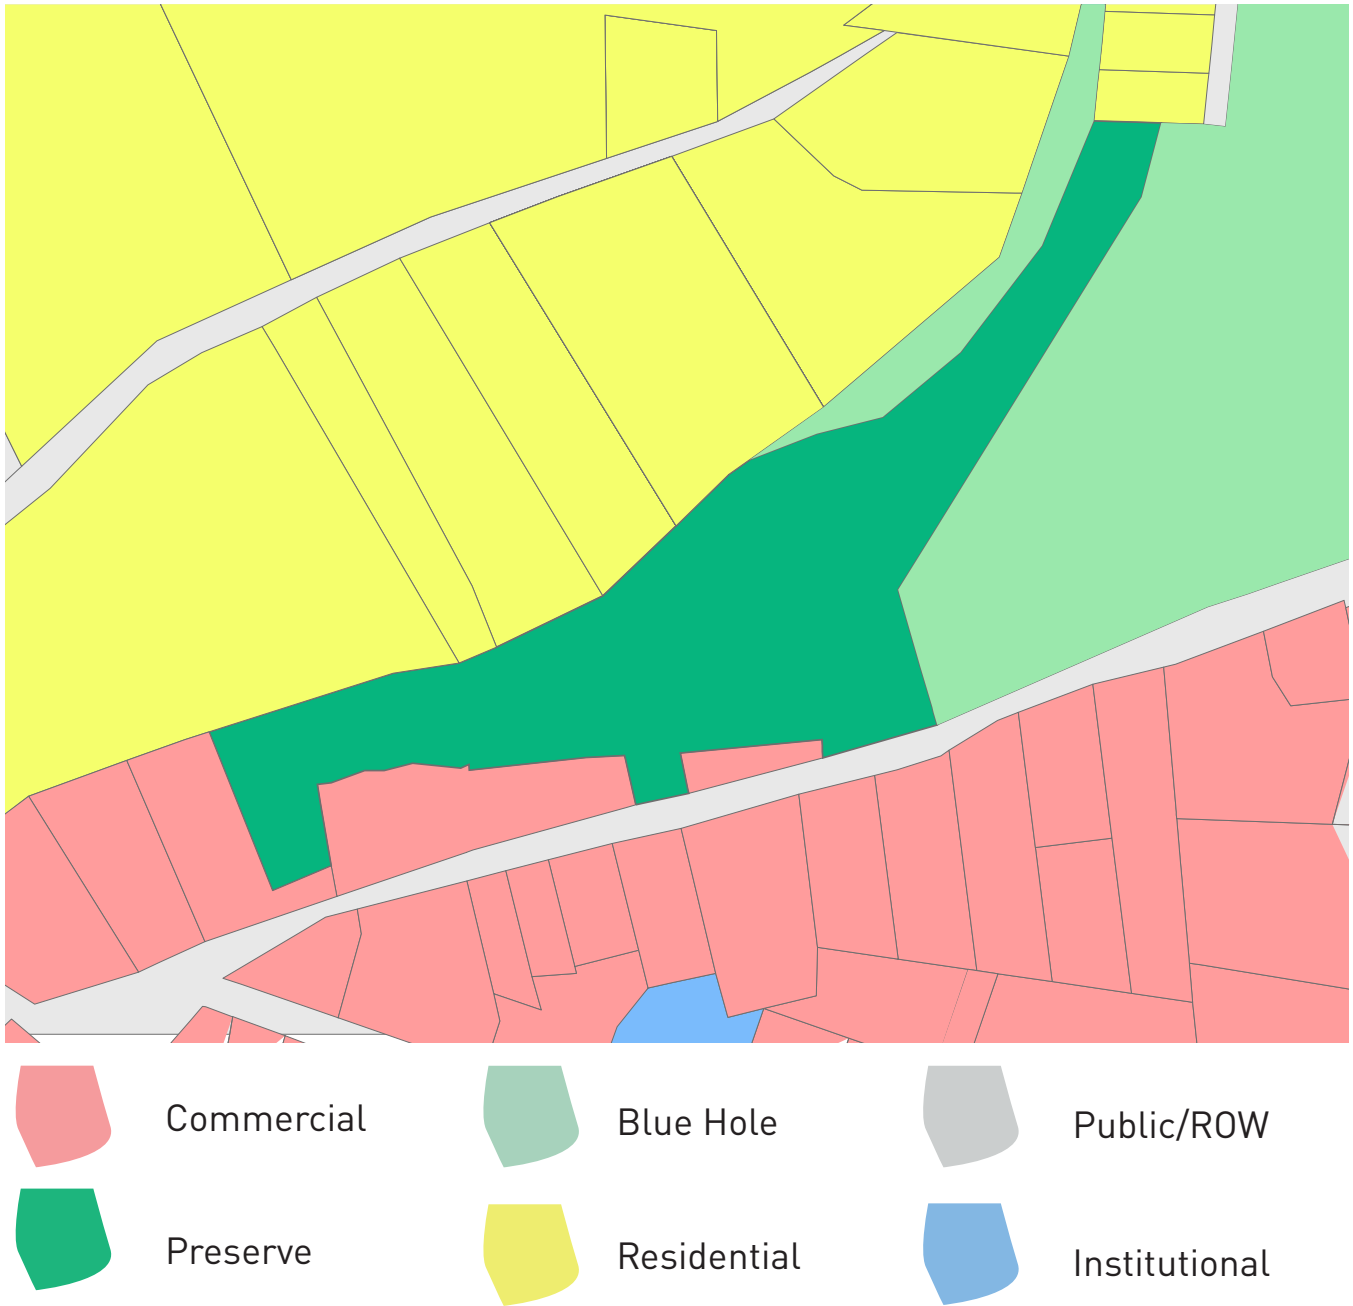 Commercial
Blue Hole
Public/ROW
Preserve
Residential
Institutional